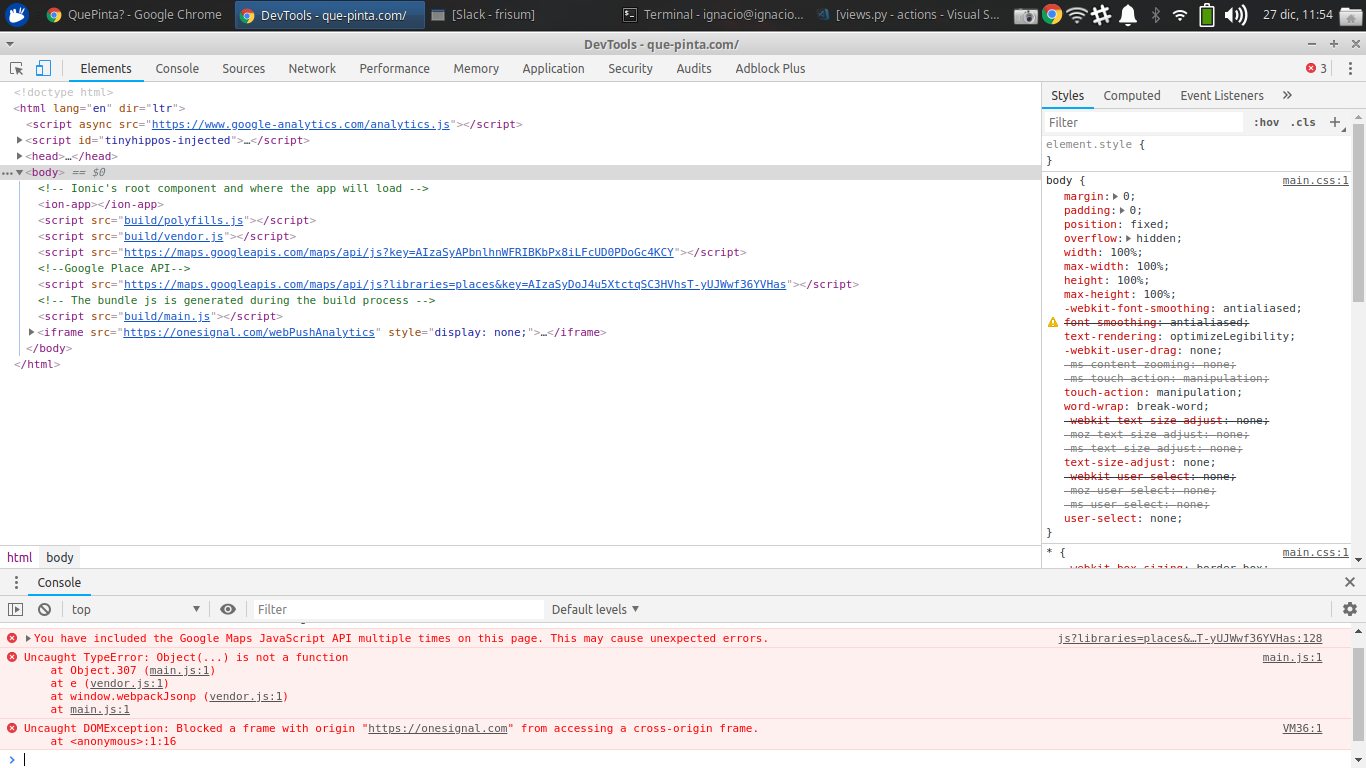 QuePinta? - Google Chrome
DevTools - que-pinta.com/
[Slack - frisum]
Terminal - ignacio@ignacio...
[views.py - actions - Visual S...
27 dic, 11:54
DevTools - que-pinta.com/
Elements Console Sources Network Performance Memory Application Security Audits Adblock Plus
3
<!doctype html>
<html lang="en" dir="ltr">
<script async src="https://www.google-analytics.com/analytics.js"></script>
<script id="tinyhippos-injected">…</script>
<head>…</head>
…<body> == $0
<!-- Ionic's root component and where the app will load -->
<ion-app></ion-app>
<script src="build/polyfills.js"></script>
<script src="build/vendor.js"></script>
<script src="https://maps.googleapis.com/maps/api/js?key=AIzaSyAPbnlhnWFRIBKbPx8iLFcUD0PDoGc4KCY"></script>
<!--Google Place API-->
<script src="https://maps.googleapis.com/maps/api/js?libraries=places&key=AIzaSyDoJ4u5XtctqSC3HVhsT-yUJWwf36YVHas"></script>
<!-- The bundle js is generated during the build process -->
<script src="build/main.js"></script>
<iframe src="https://onesignal.com/webPushAnalytics" style="display: none;">…</iframe>
</body>
</html>
html body
Styles Computed Event Listeners »
Filter :hov .cls +
element.style {
}
body { main.css:1
margin: 0;
padding: 0;
position: fixed;
overflow: hidden;
width: 100%;
max-width: 100%;
height: 100%;
max-height: 100%;
-webkit-font-smoothing: antialiased;
font-smoothing: antialiased;
text-rendering: optimizeLegibility;
-webkit-user-drag: none;
-ms-content-zooming: none;
-ms-touch-action: manipulation;
touch-action: manipulation;
word-wrap: break-word;
-webkit-text-size-adjust: none;
-moz-text-size-adjust: none;
-ms-text-size-adjust: none;
text-size-adjust: none;
-webkit-user-select: none;
-moz-user-select: none;
-ms-user-select: none;
user-select: none;
}
* { main.css:1
-webkit-box-sizing: border-box;
Console
top Filter Default levels
You have included the Google Maps JavaScript API multiple times on this page. This may cause unexpected errors. js?libraries=places&…T-yUJWwf36YVHas:128
Uncaught TypeError: Object(...) is not a function main.js:1
at Object.307 (main.js:1)
at e (vendor.js:1)
at window.webpackJsonp (vendor.js:1)
at main.js:1
Uncaught DOMException: Blocked a frame with origin "https://onesignal.com" from accessing a cross-origin frame. VM36:1
at <anonymous>:1:16
>